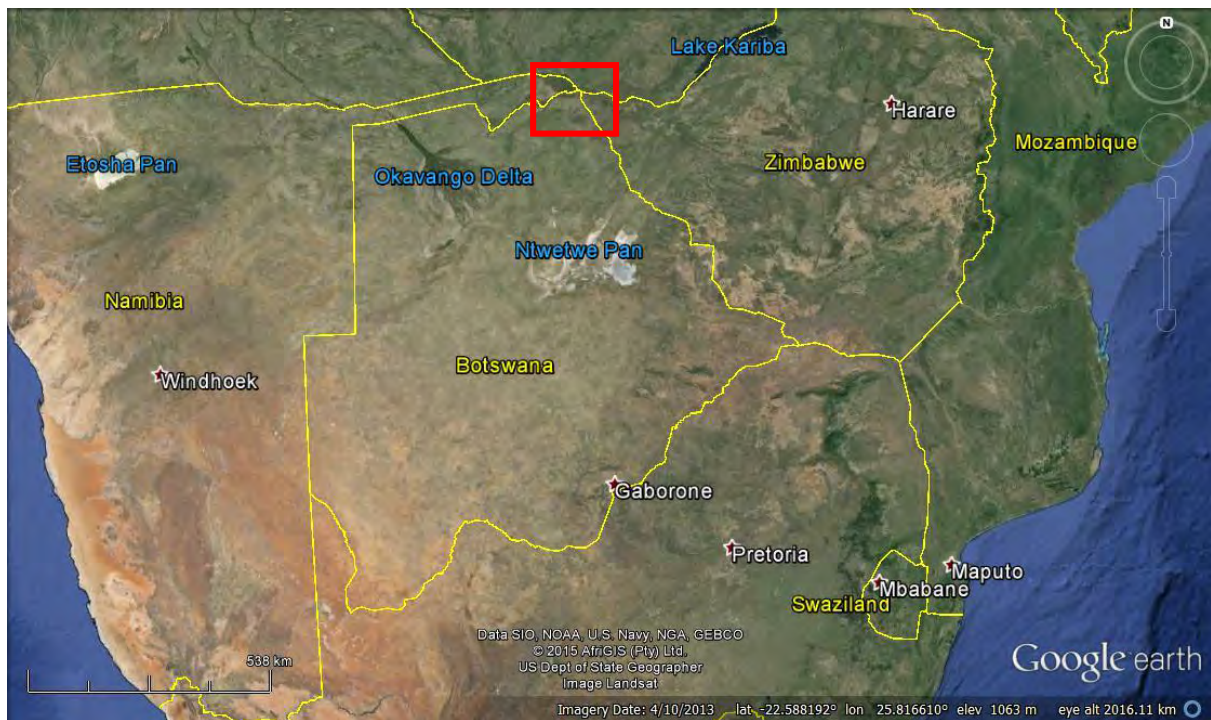 N
Lake Kariba
Harare
Mozambique
Zimbabwe
Etosha Pan
Okavango Delta
Ntwetwe Pan
Namibia
Botswana
Windhoek
Gaborone
Pretoria
Maputo
Mbabane
Swaziland
Data SIO, NOAA, U.S. Navy, NGA, GEBCO
© 2015 AfriGIS (Pty) Ltd.
US Dept of State Geographer
Image Landsat
538 km
Google earth
Imagery Date: 4/10/2013 lat -22.588192° lon 25.816610° elev 1063 m eye alt 2016.11 km